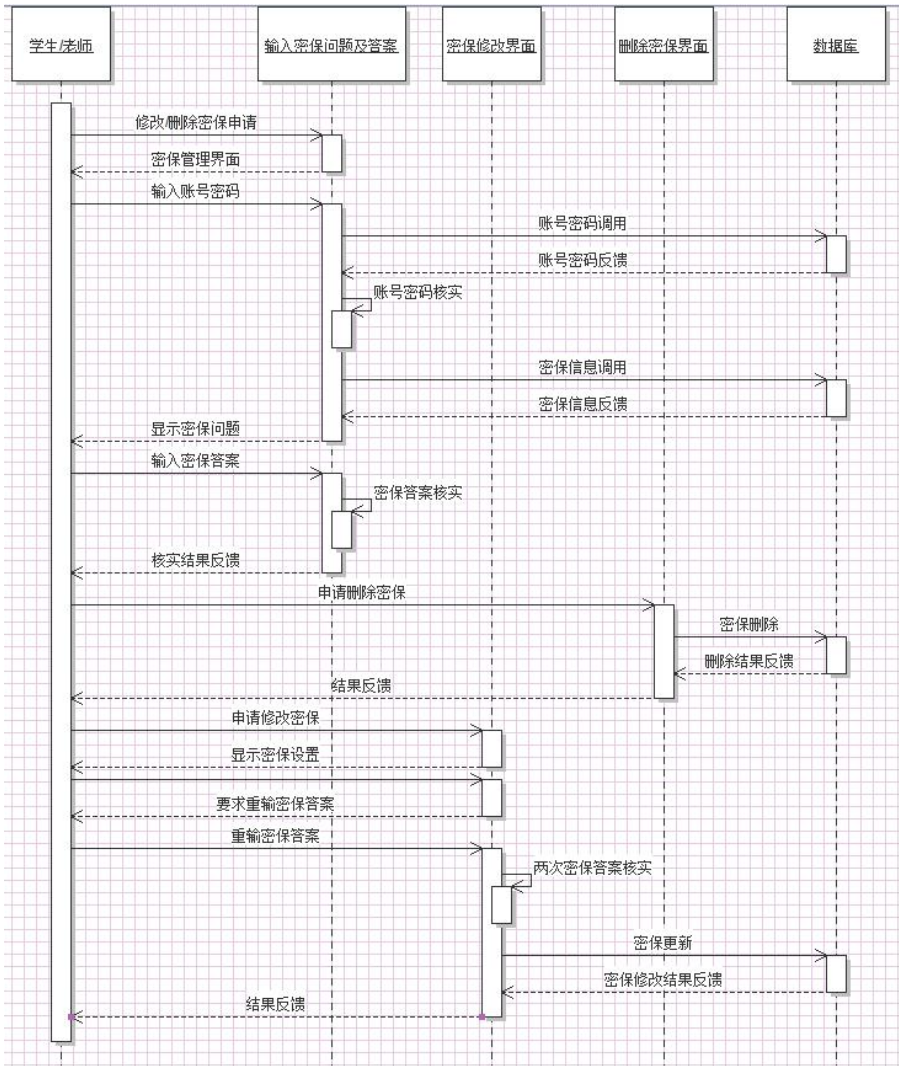 学生/老师
输入密保问题及答案
密保修改界面
删除密保界面
数据库
修改/删除密保申请
密保管理界面
输入账号密码
账号密码调用
账号密码反馈
账号密码核实
密保信息调用
密保信息反馈
显示密保问题
输入密保答案
密保答案核实
核实结果反馈
申请删除密保
密保删除
删除结果反馈
结果反馈
申请修改密保
显示密保设置
要求重输密保答案
重输密保答案
两次密保答案核实
密保更新
密保修改结果反馈
结果反馈